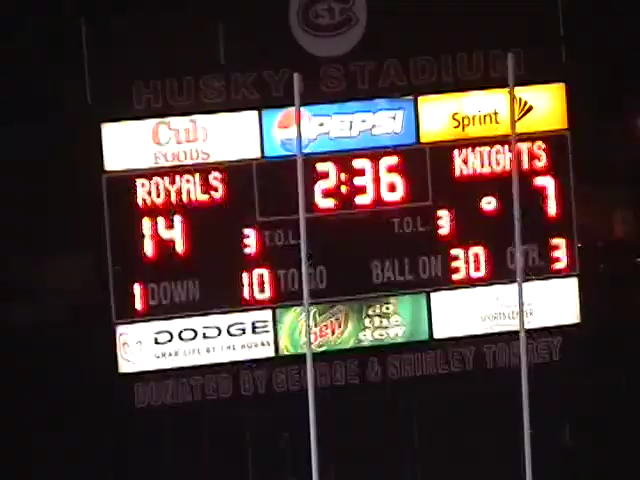 HUSKY STADIUM
Cub FOODS
PEPSI
Sprint
ROYALS 2:36 KNIGHTS
14 3 T.O.L. T.O.L. 3 7
1 DOWN 10 TO GO BALL ON 30 QTR. 3
DODGE
GRAB LIFE BY THE HORNS
Dew
do the dew
SPORTS CENTER
DONATED BY GEORGE & SHIRLEY TORREY